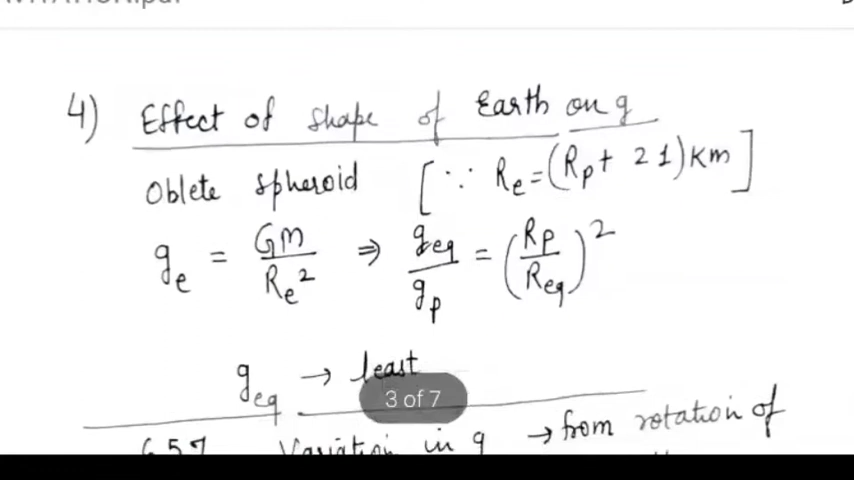 4) Effect of shape of Earth on g
Oblete spheroid [∵ Re = (Rp + 21) Km]
ge = GM/Re² ⇒ geq/gp = (Rp/Req)²
geq → least
3 of 7
Variation in g → from rotation of